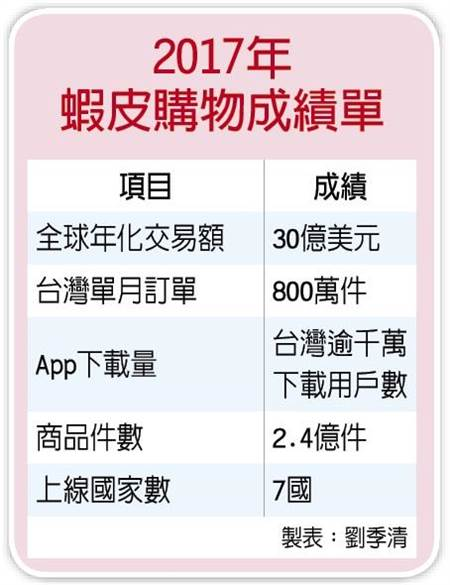 2017年
蝦皮購物成績單
項目 成績
全球年化交易額 30億美元
台灣單月訂單 800萬件
App下載量 台灣逾千萬
下載用戶數
商品件數 2.4億件
上線國家數 7國
製表：劉季清